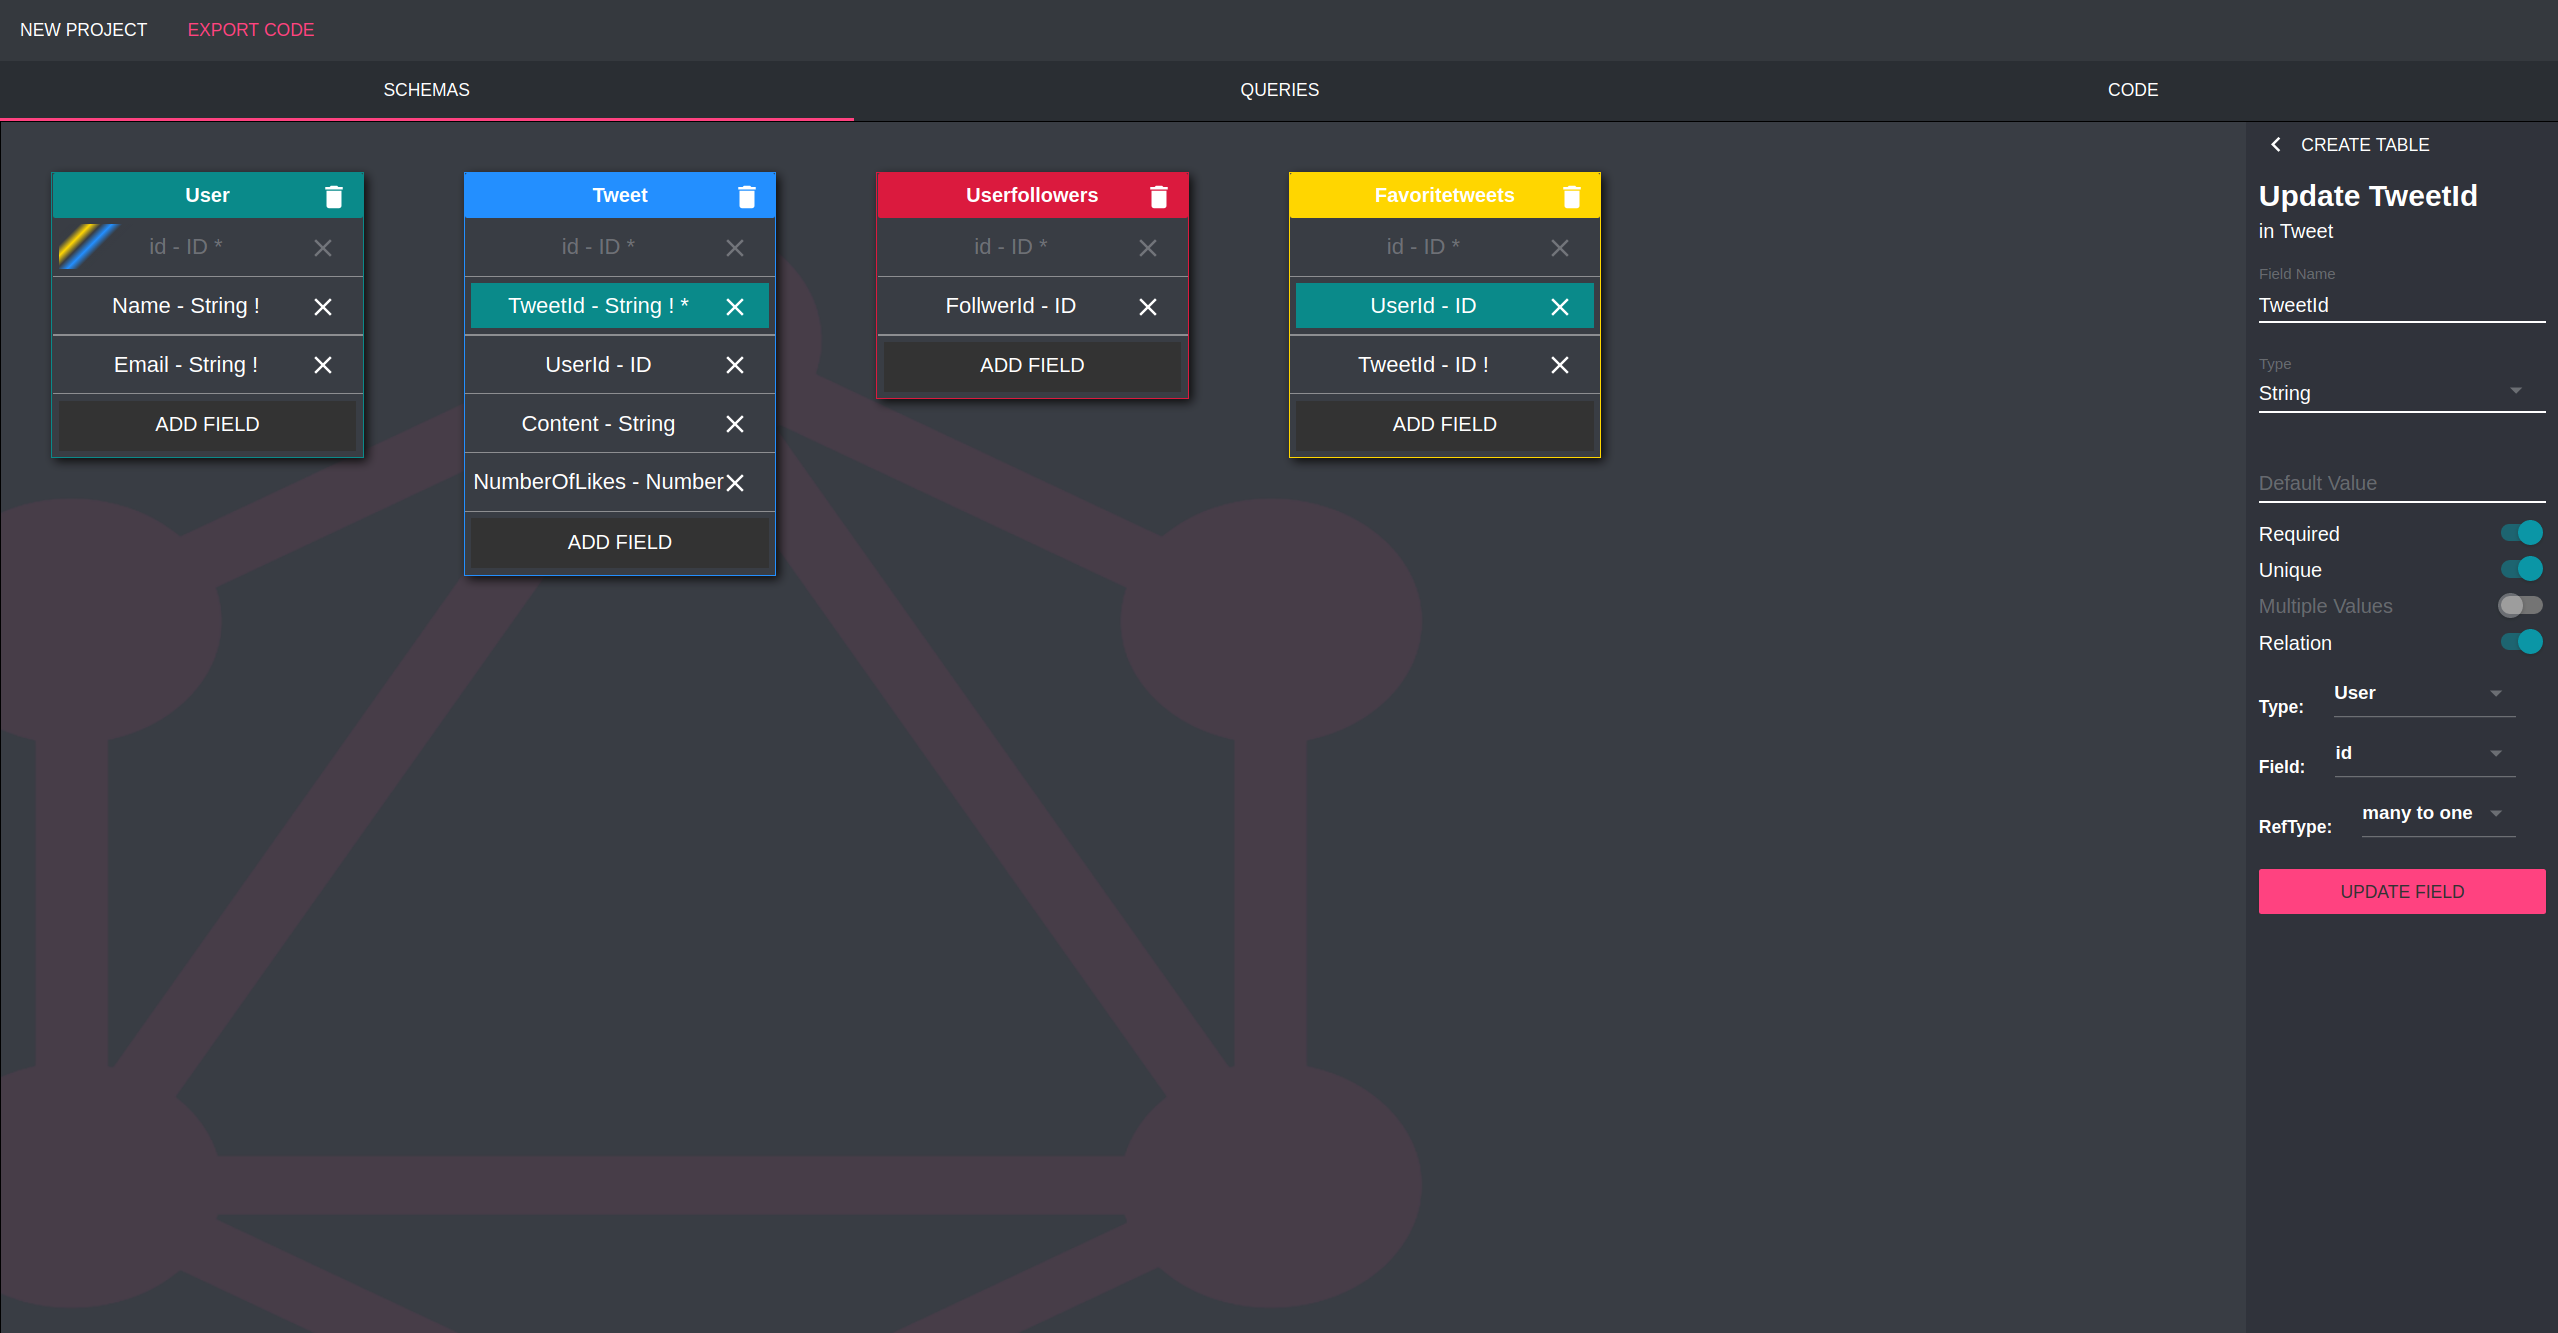 NEW PROJECT
EXPORT CODE
SCHEMAS
QUERIES
CODE
User
id - ID *
Name - String !
Email - String !
ADD FIELD
Tweet
id - ID *
TweetId - String ! *
UserId - ID
Content - String
NumberOfLikes - Number
ADD FIELD
Userfollowers
id - ID *
FollwerId - ID
ADD FIELD
Favoritetweets
id - ID *
UserId - ID
TweetId - ID !
ADD FIELD
CREATE TABLE
Update TweetId
in Tweet
Field Name
TweetId
Type
String
Default Value
Required
Unique
Multiple Values
Relation
Type: User
Field: id
RefType: many to one
UPDATE FIELD